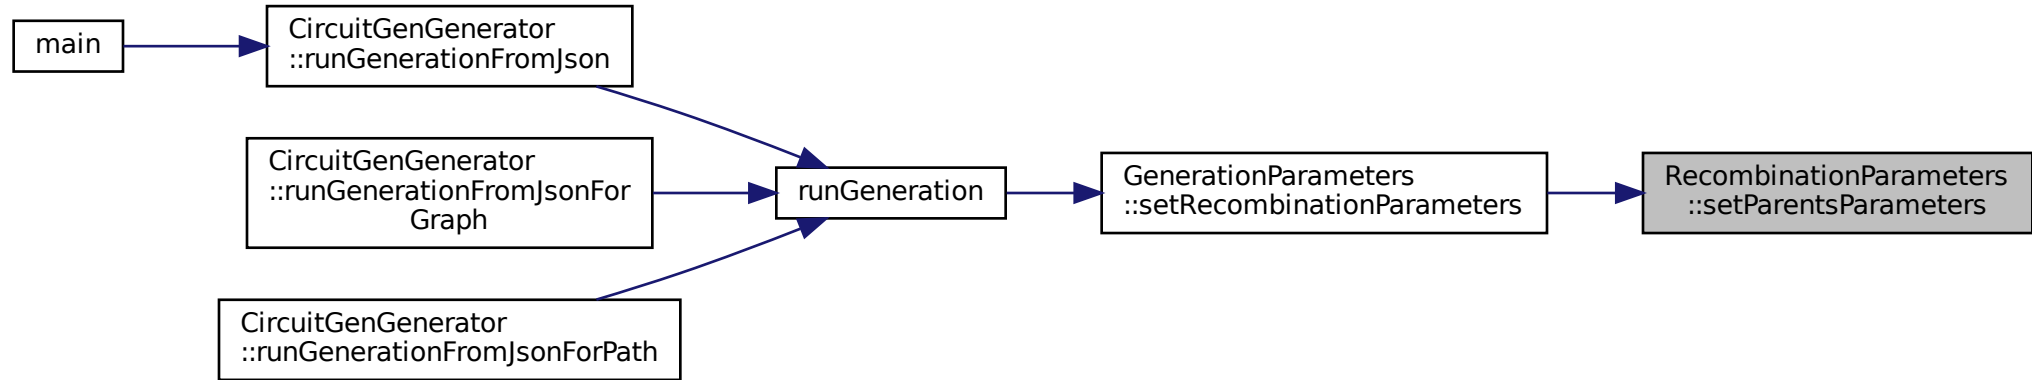 main
CircuitGenGenerator
::runGenerationFromJson
CircuitGenGenerator
::runGenerationFromJsonFor
Graph
CircuitGenGenerator
::runGenerationFromJsonForPath
runGeneration
GenerationParameters
::setRecombinationParameters
RecombinationParameters
::setParentsParameters